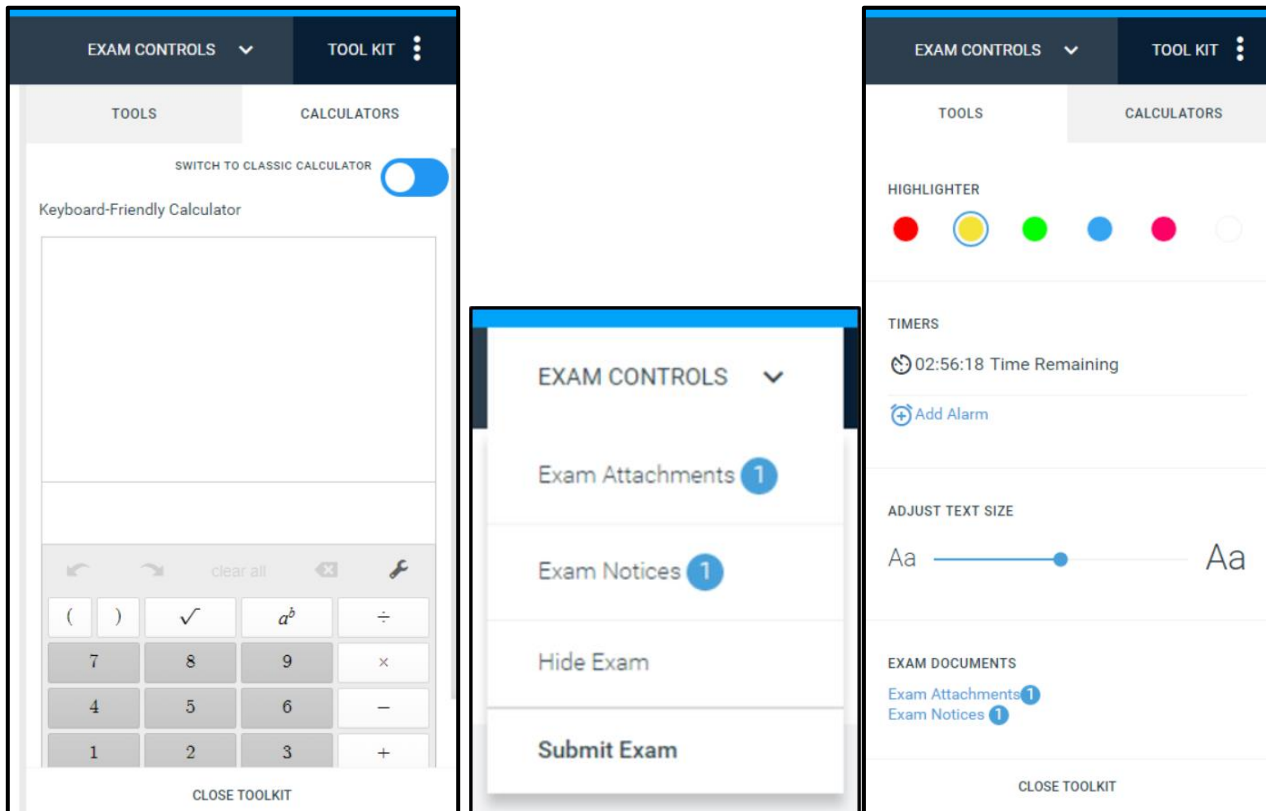 EXAM CONTROLS TOOL KIT
TOOLS CALCULATORS
SWITCH TO CLASSIC CALCULATOR
Keyboard-Friendly Calculator
clear all
( ) √ aᵇ ÷
7 8 9 ×
4 5 6 −
1 2 3 +
CLOSE TOOLKIT
EXAM CONTROLS
Exam Attachments 1
Exam Notices 1
Hide Exam
Submit Exam
EXAM CONTROLS TOOL KIT
TOOLS CALCULATORS
HIGHLIGHTER
TIMERS
02:56:18 Time Remaining
Add Alarm
ADJUST TEXT SIZE
Aa Aa
EXAM DOCUMENTS
Exam Attachments 1
Exam Notices 1
CLOSE TOOLKIT